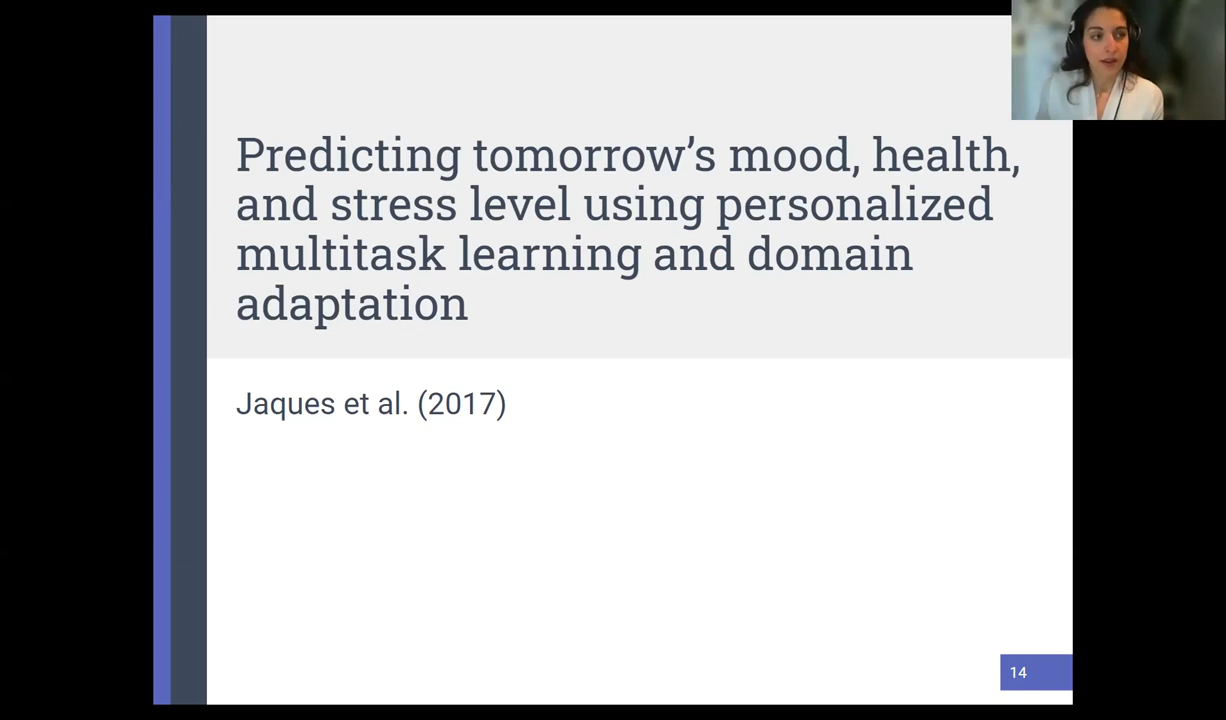 Predicting tomorrow’s mood, health,
and stress level using personalized
multitask learning and domain
adaptation
Jaques et al. (2017)
14